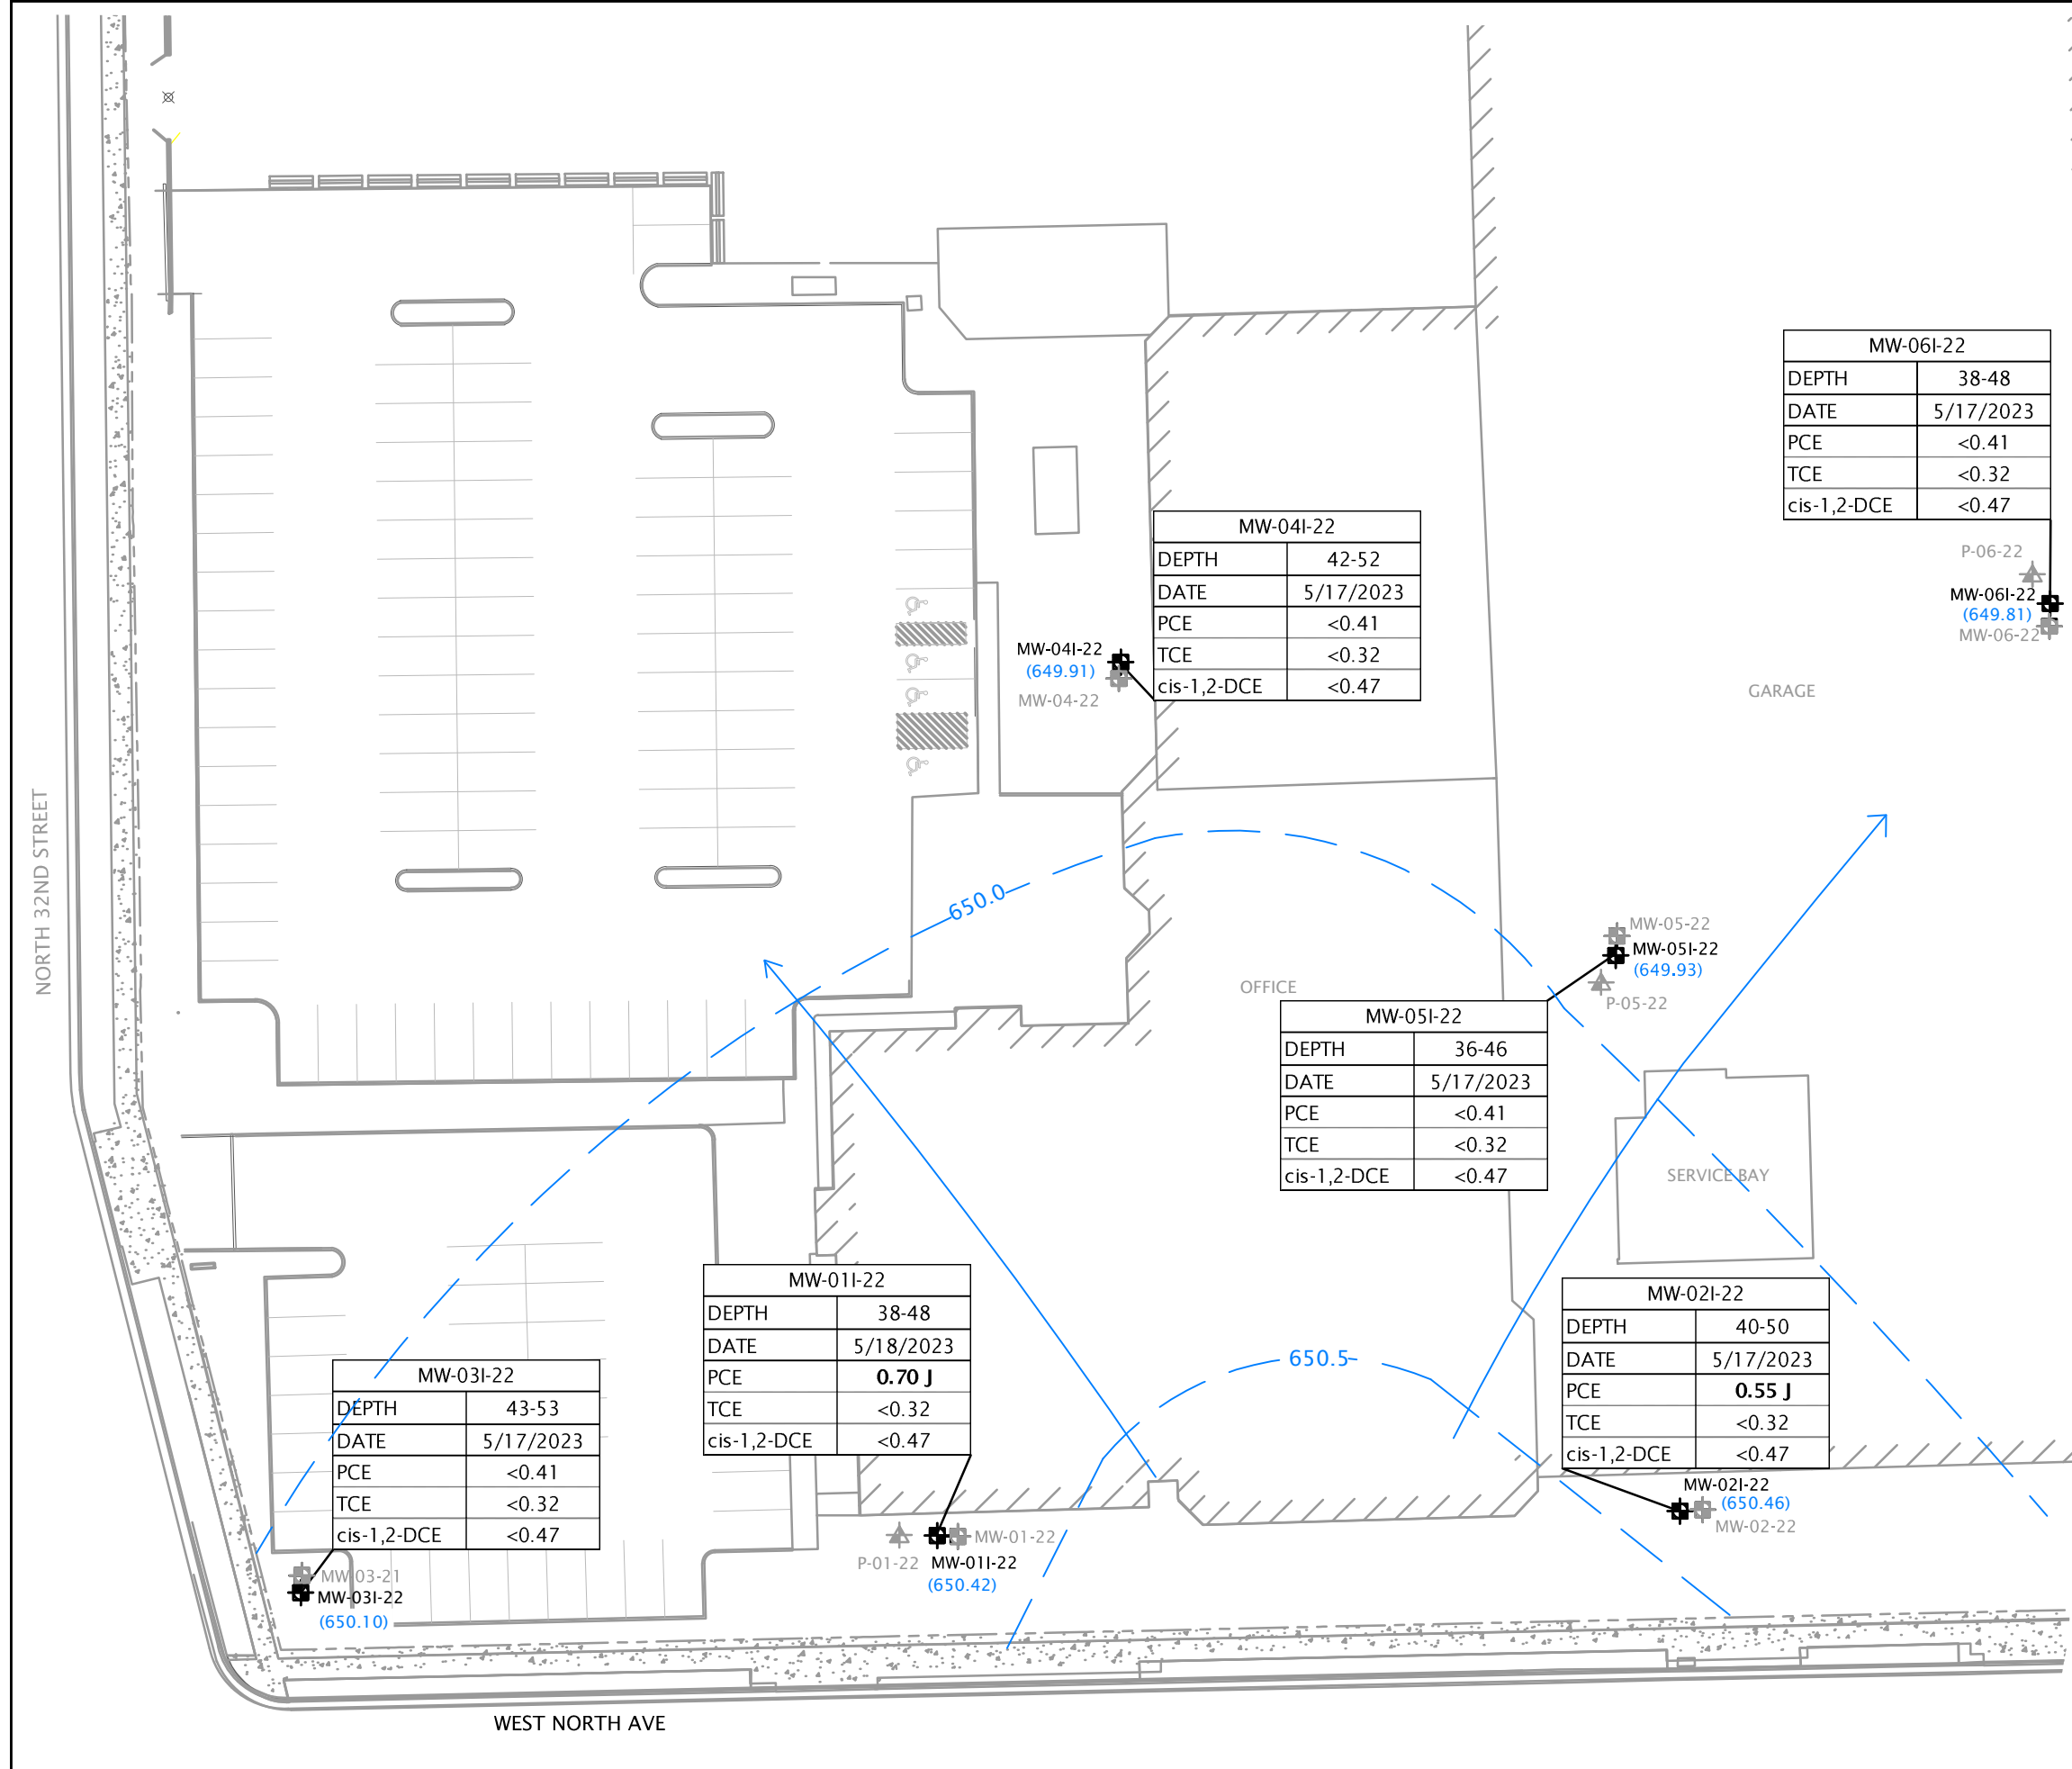 MW-06I-22
DEPTH 38-48
DATE 5/17/2023
PCE <0.41
TCE <0.32
cis-1,2-DCE <0.47
P-06-22
MW-06I-22
(649.81)
MW-06-22
MW-04I-22
DEPTH 42-52
DATE 5/17/2023
PCE <0.41
TCE <0.32
cis-1,2-DCE <0.47
MW-04I-22
(649.91)
MW-04-22
GARAGE
NORTH 32ND STREET
650.0
MW-05-22
MW-05I-22
(649.93)
P-05-22
OFFICE
MW-05I-22
DEPTH 36-46
DATE 5/17/2023
PCE <0.41
TCE <0.32
cis-1,2-DCE <0.47
SERVICE BAY
MW-01I-22
DEPTH 38-48
DATE 5/18/2023
PCE 0.70 J
TCE <0.32
cis-1,2-DCE <0.47
650.5
MW-02I-22
DEPTH 40-50
DATE 5/17/2023
PCE 0.55 J
TCE <0.32
cis-1,2-DCE <0.47
MW-03I-22
DEPTH 43-53
DATE 5/17/2023
PCE <0.41
TCE <0.32
cis-1,2-DCE <0.47
MW-02I-22
(650.46)
MW-02-22
P-01-22
MW-01-22
MW-01I-22
(650.42)
MW-03-21
MW-03I-22
(650.10)
WEST NORTH AVE